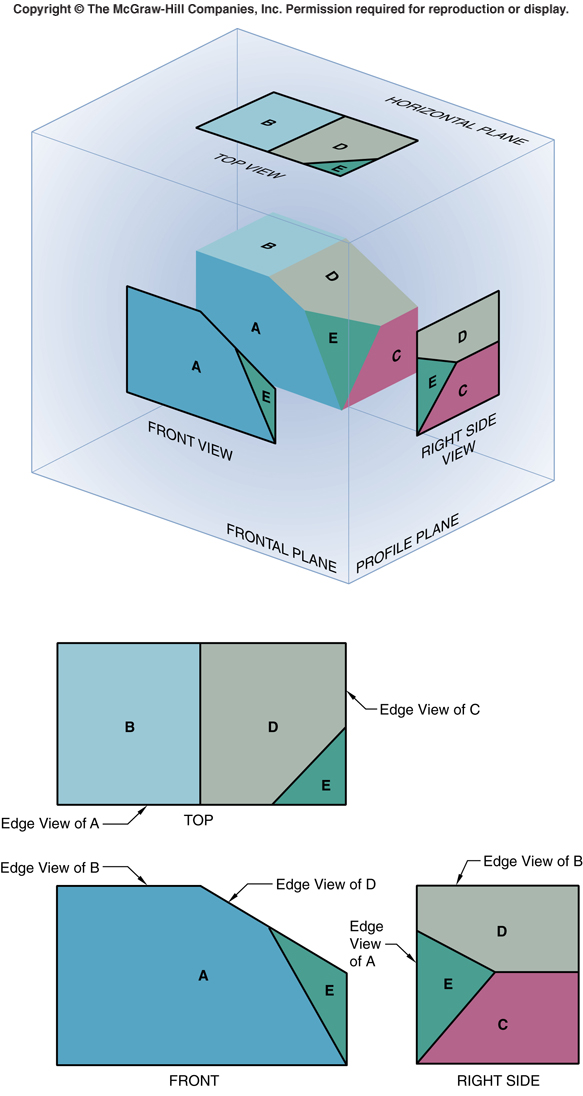 Copyright © The McGraw-Hill Companies, Inc. Permission required for reproduction or display.
HORIZONTAL PLANE
B
D
E
TOP VIEW
B
D
A
E
C
A
E
FRONT VIEW
D
E
C
RIGHT SIDE
VIEW
FRONTAL PLANE
PROFILE PLANE
B
D
E
Edge View of C
Edge View of A
TOP
Edge View of B
Edge View of D
A
E
FRONT
Edge View of B
Edge
View
of A
D
E
C
RIGHT SIDE